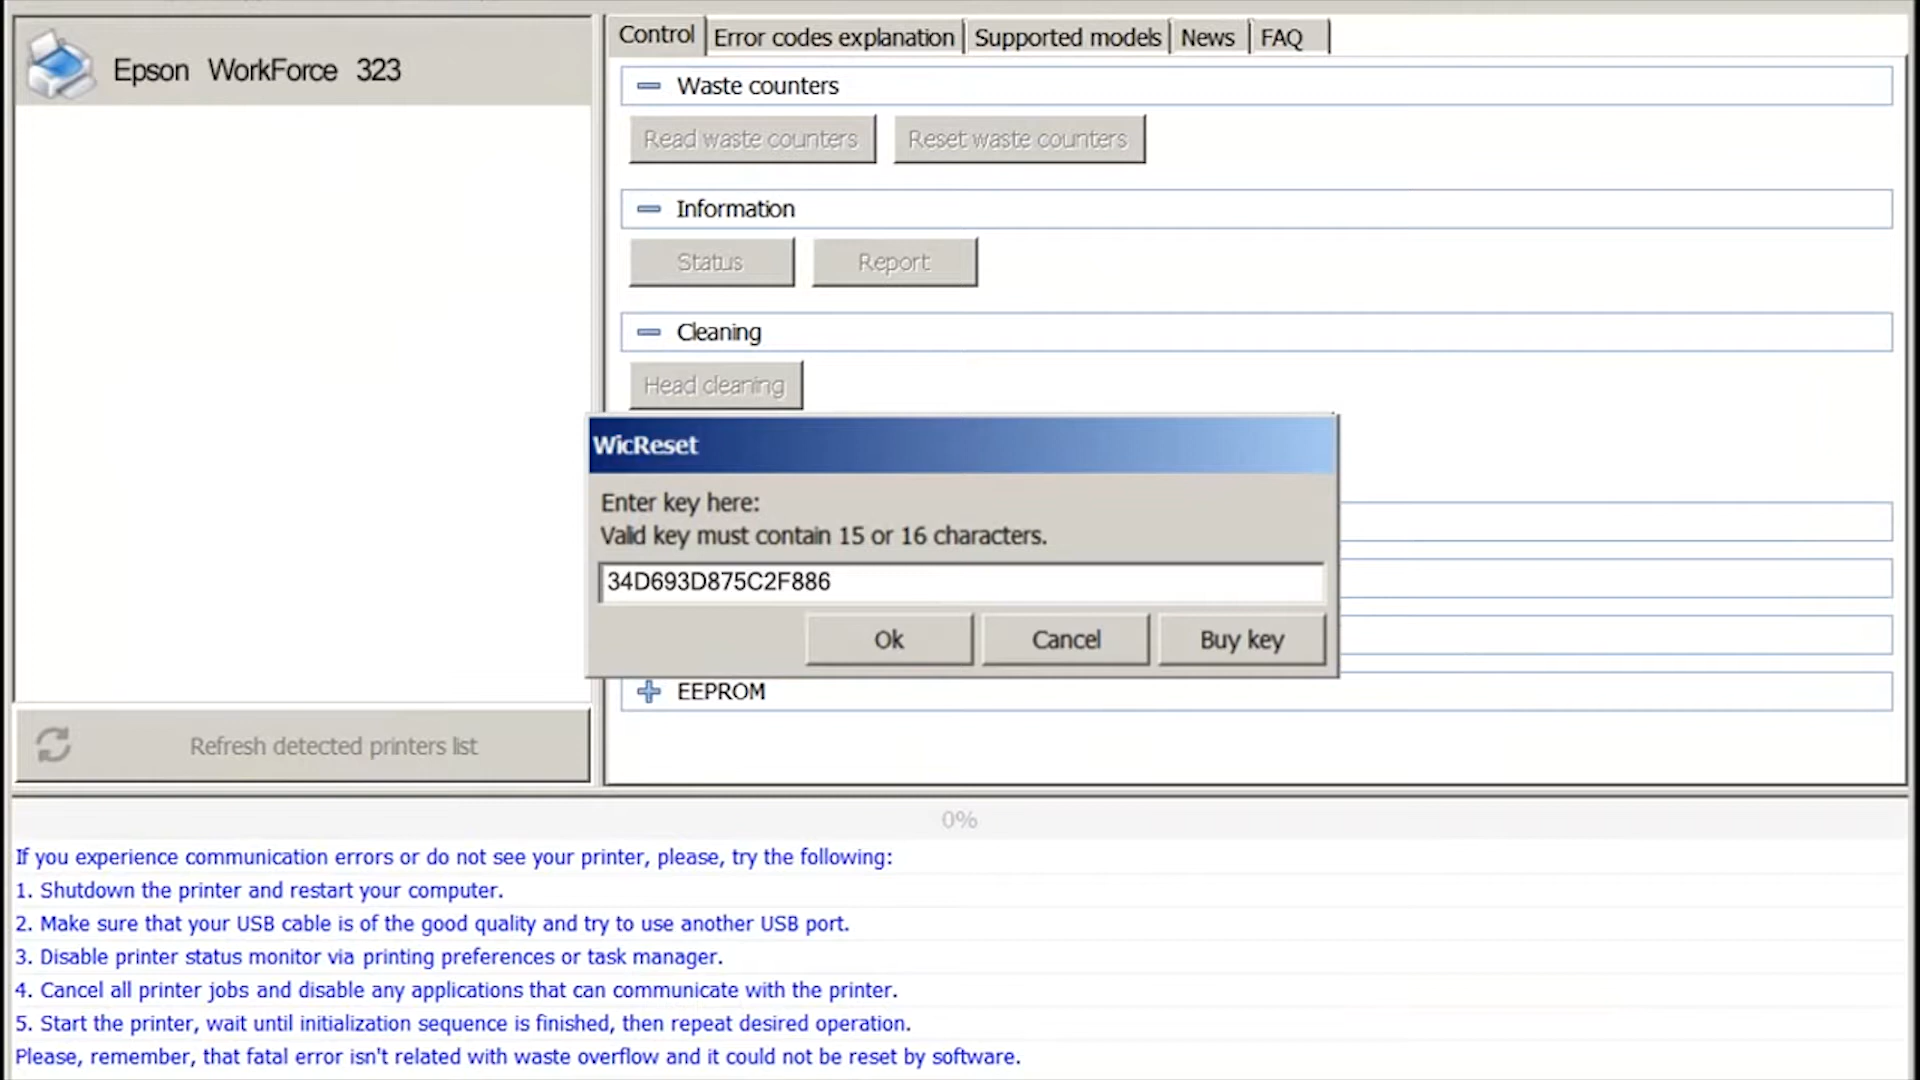 Epson WorkForce 323
Control
Error codes explanation
Supported models
News
FAQ
Waste counters
Read waste counters
Reset waste counters
Information
Status
Report
Cleaning
Head cleaning
WicReset
Enter key here:
Valid key must contain 15 or 16 characters.
34D693D875C2F886
Ok
Cancel
Buy key
EEPROM
Refresh detected printers list
0%
If you experience communication errors or do not see your printer, please, try the following:
1. Shutdown the printer and restart your computer.
2. Make sure that your USB cable is of the good quality and try to use another USB port.
3. Disable printer status monitor via printing preferences or task manager.
4. Cancel all printer jobs and disable any applications that can communicate with the printer.
5. Start the printer, wait until initialization sequence is finished, then repeat desired operation.
Please, remember, that fatal error isn't related with waste overflow and it could not be reset by software.